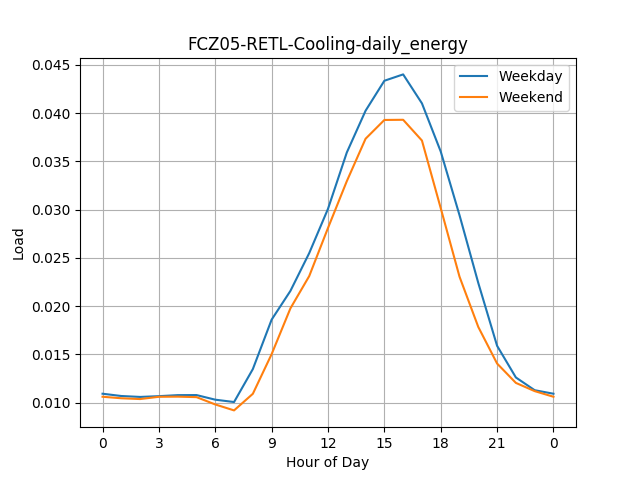 FCZ05-RETL-Cooling-daily_energy
Load
0.045
0.040
0.035
0.030
0.025
0.020
0.015
0.010
Weekday
Weekend
0 3 6 9 12 15 18 21 0
Hour of Day